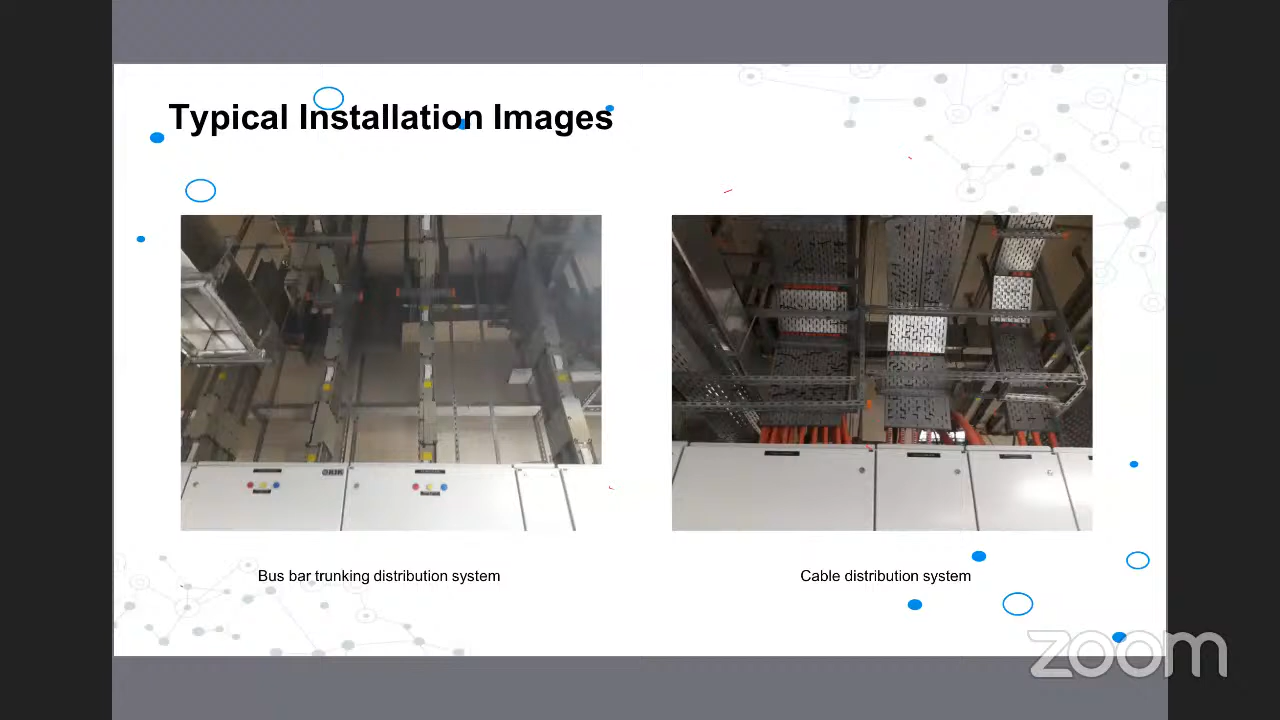 Typical Installation Images
Bus bar trunking distribution system
Cable distribution system
zoom